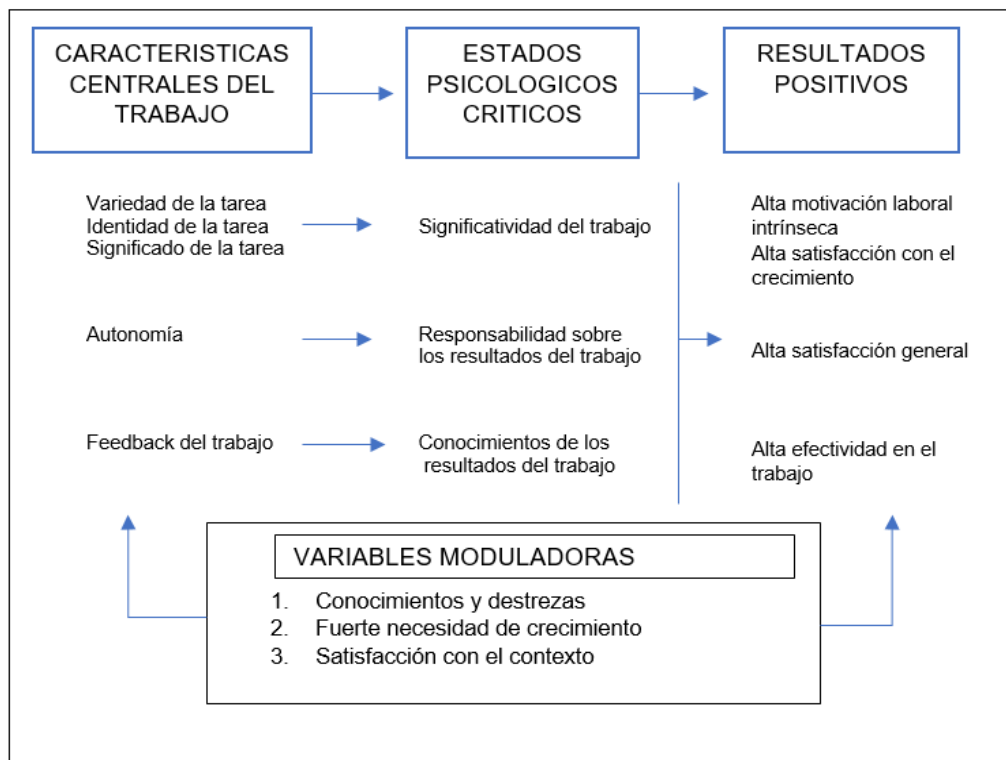 CARACTERISTICAS
CENTRALES DEL
TRABAJO
ESTADOS
PSICOLOGICOS
CRITICOS
RESULTADOS
POSITIVOS
Variedad de la tarea
Identidad de la tarea
Significado de la tarea
Significatividad del trabajo
Alta motivación laboral
intrínseca
Alta satisfacción con el
crecimiento
Autonomía
Responsabilidad sobre
los resultados del trabajo
Alta satisfacción general
Feedback del trabajo
Conocimientos de los
resultados del trabajo
Alta efectividad en el
trabajo
VARIABLES MODULADORAS
1. Conocimientos y destrezas
2. Fuerte necesidad de crecimiento
3. Satisfacción con el contexto